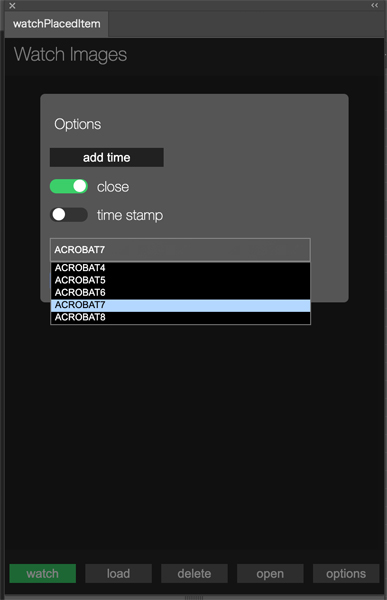 watchPlacedItem
Watch Images
Options
add time
close
time stamp
ACROBAT7
ACROBAT4
ACROBAT5
ACROBAT6
ACROBAT7
ACROBAT8
watch load delete open options